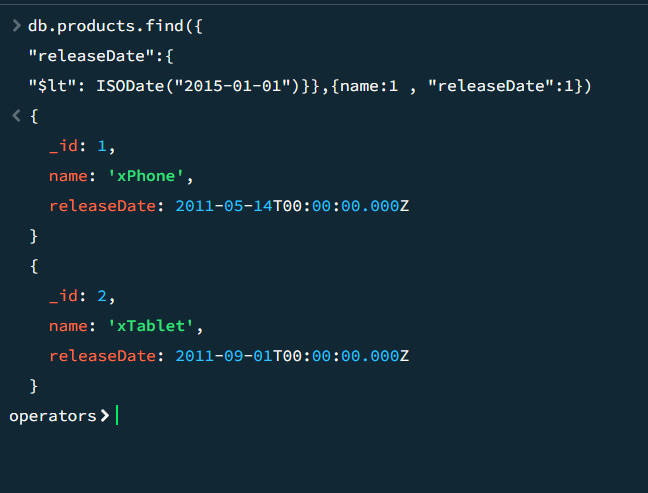 > db.products.find({
"releaseDate":{
"$lt": ISODate("2015-01-01")}},{name:1 , "releaseDate":1})
< {
_id: 1,
name: 'xPhone',
releaseDate: 2011-05-14T00:00:00.000Z
}
{
_id: 2,
name: 'xTablet',
releaseDate: 2011-09-01T00:00:00.000Z
}
operators>